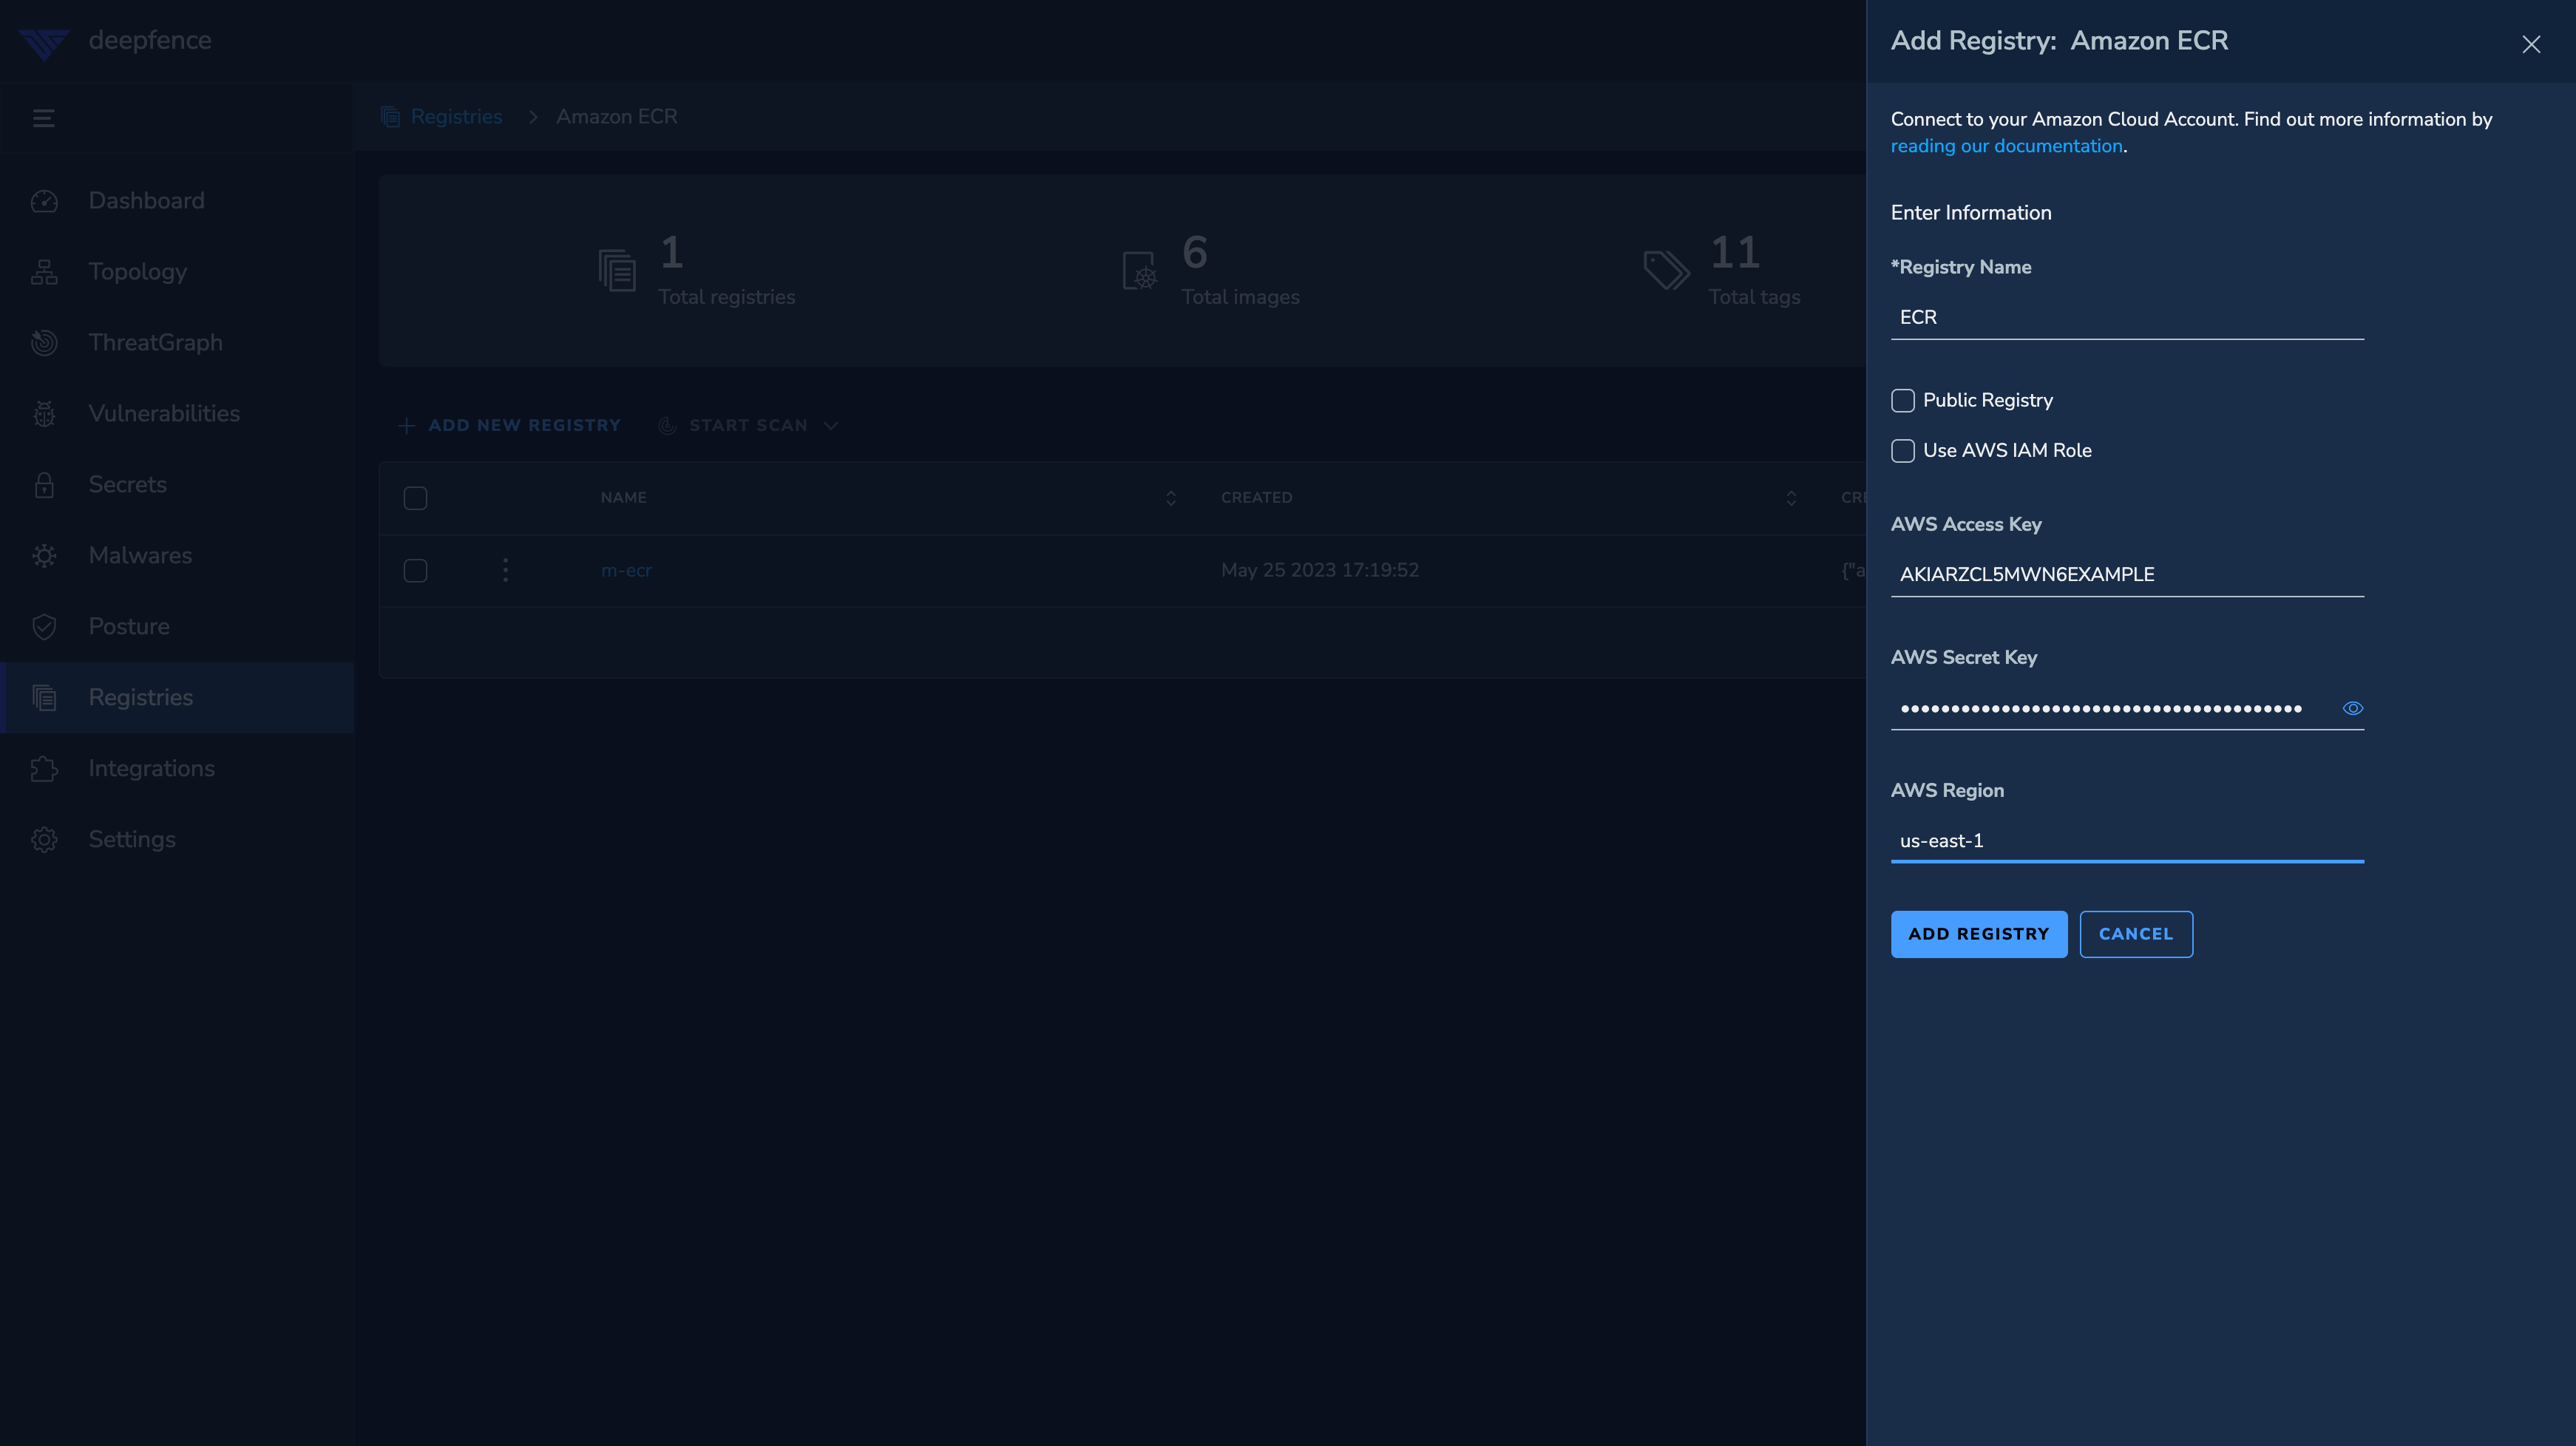 deepfence
Dashboard
Topology
ThreatGraph
Vulnerabilities
Secrets
Malwares
Posture
Registries
Integrations
Settings
Registries > Amazon ECR
1
Total registries
6
Total images
11
Total tags
ADD NEW REGISTRY START SCAN
NAME CREATED CRE
m-ecr May 25 2023 17:19:52 {"a
Add Registry: Amazon ECR
Connect to your Amazon Cloud Account. Find out more information by
reading our documentation.
Enter Information
*Registry Name
ECR
Public Registry
Use AWS IAM Role
AWS Access Key
AKIARZCL5MWN6EXAMPLE
AWS Secret Key
••••••••••••••••••••••••••••••••••••••••
AWS Region
us-east-1
ADD REGISTRY CANCEL